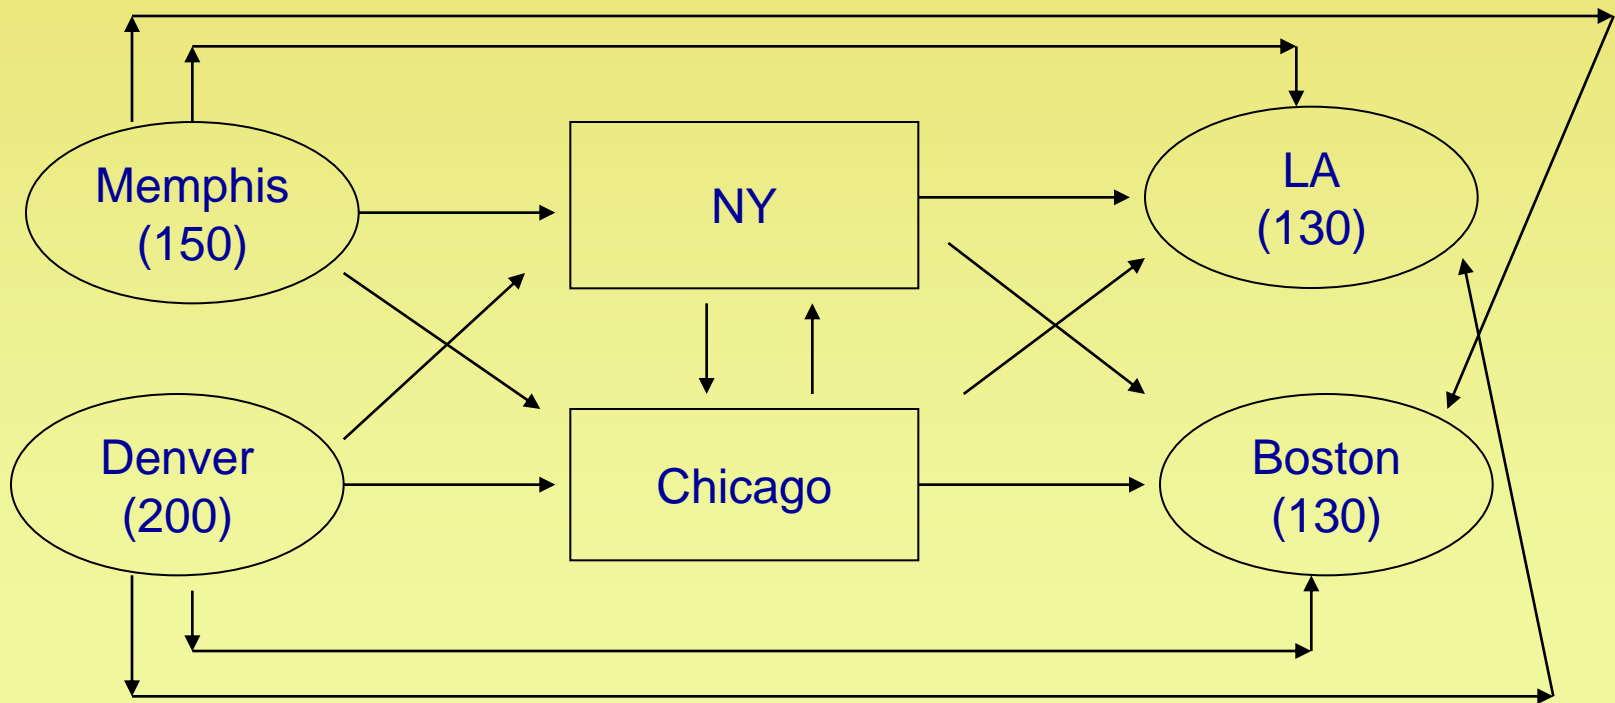 Memphis
(150)
NY
LA
(130)
Denver
(200)
Chicago
Boston
(130)